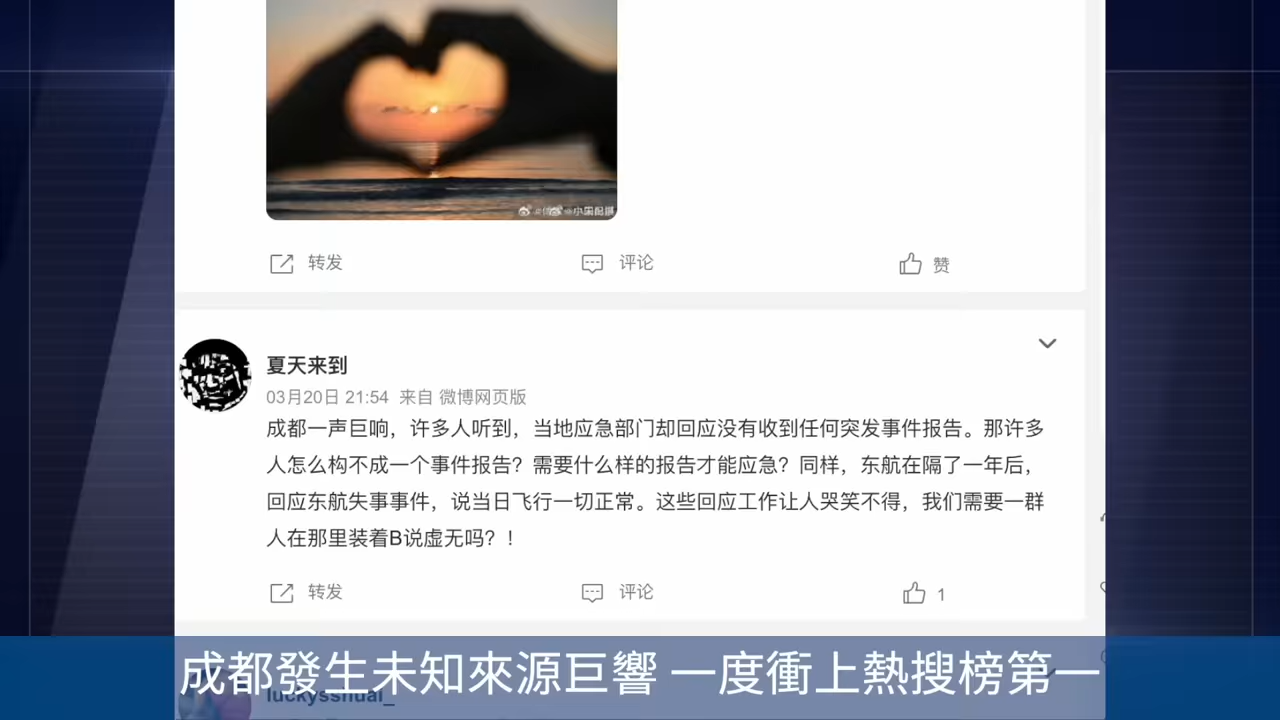 转发 评论 赞
夏天来到
03月20日 21:54 来自 微博网页版
成都一声巨响，许多人听到，当地应急部门却回应没有收到任何突发事件报告。那许多
人怎么构不成一个事件报告？需要什么样的报告才能应急？同样，东航在隔了一年后，
回应东航失事事件，说当日飞行一切正常。这些回应工作让人哭笑不得，我们需要一群
人在那里装着B说虚无吗？！
转发 评论 1
成都發生未知來源巨響 一度衝上熱搜榜第一
luckysshuai_